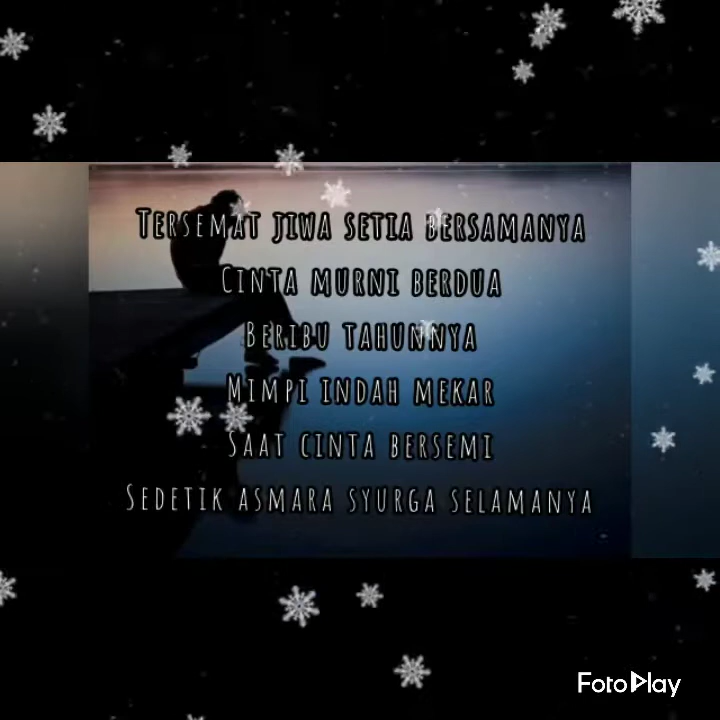 Tersemat jiwa setia bersamanya
Cinta murni berdua
Beribu tahunnya
Mimpi indah mekar
Saat cinta bersemi
Sedetik asmara syurga selamanya
FotoPlay